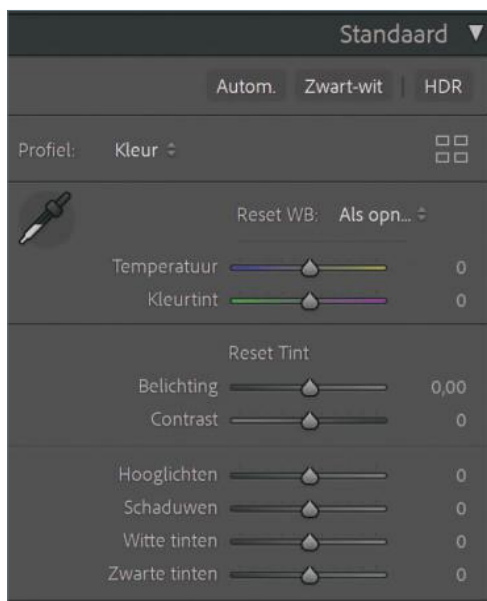 Standaard
Autom. Zwart-wit HDR
Profiel: Kleur
Reset WB: Als opn...
Temperatuur 0
Kleurtint 0
Reset Tint
Belichting 0,00
Contrast 0
Hooglichten 0
Schaduwen 0
Witte tinten 0
Zwarte tinten 0